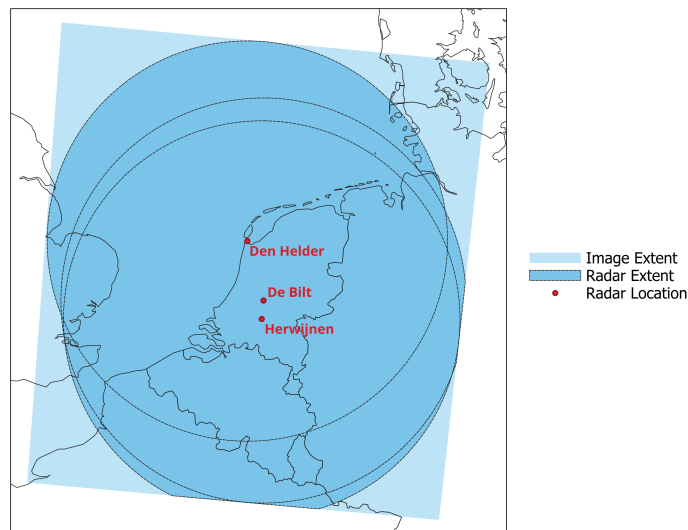 Den Helder
De Bilt
Herwijnen
Image Extent
Radar Extent
Radar Location